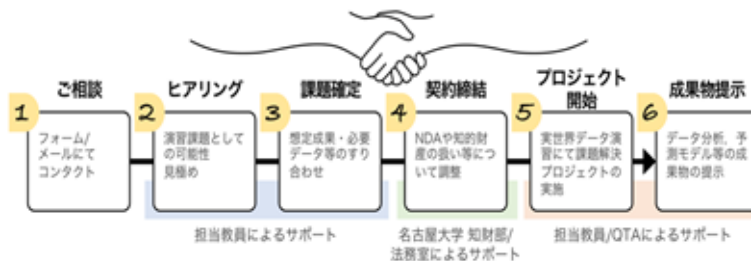 ご相談
ヒアリング
課題確定
契約締結
プロジェクト
開始
成果物提示
1
2
3
4
5
6
フォーム/
メールにて
コンタクト
演習課題として
の可能性
見極め
想定成果・必要
データ等のすり
合わせ
NDAや知的財
産の扱い等につ
いて調整
実世界データ演
習にて課題解決
プロジェクトの
実施
データ分析，予
測モデル等の成
果物の提示
担当教員によるサポート
名古屋大学 知財部/
法務室によるサポート
担当教員/QTAによるサポート